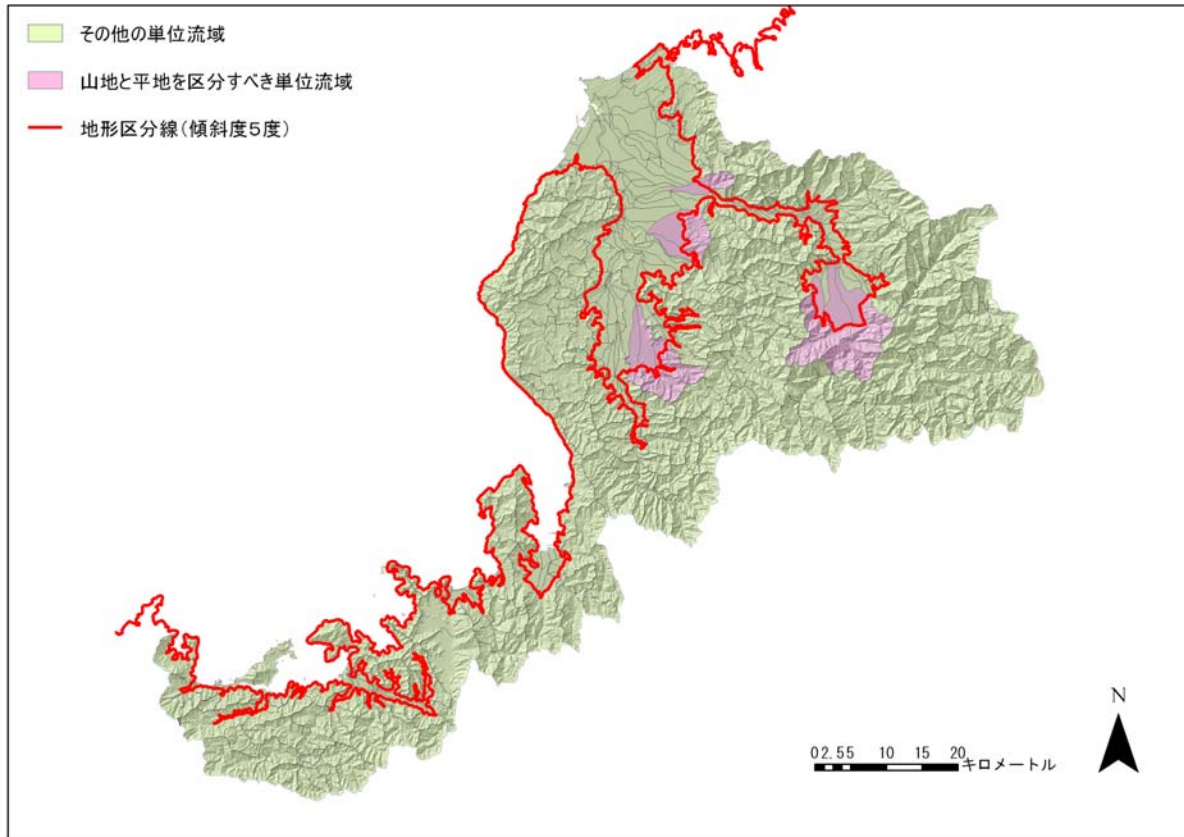 その他の単位流域
山地と平地を区分すべき単位流域
地形区分線(傾斜度5度)
N
0 2.5 5 10 15 20
キロメートル